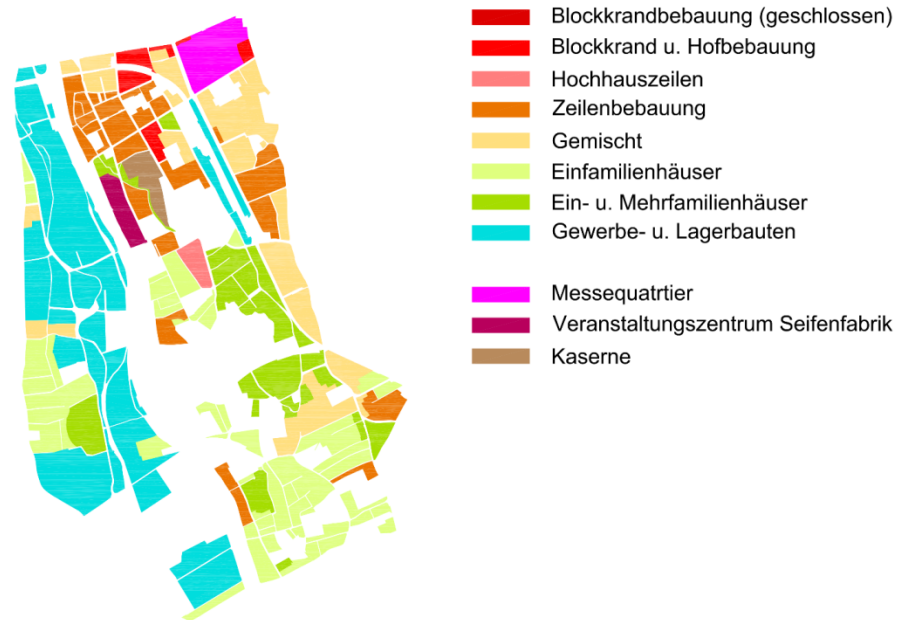 Blockkrandbebauung (geschlossen)
Blockkrand u. Hofbebauung
Hochhauszeilen
Zeilenbebauung
Gemischt
Einfamilienhäuser
Ein- u. Mehrfamilienhäuser
Gewerbe- u. Lagerbauten
Messequatrtier
Veranstaltungszentrum Seifenfabrik
Kaserne